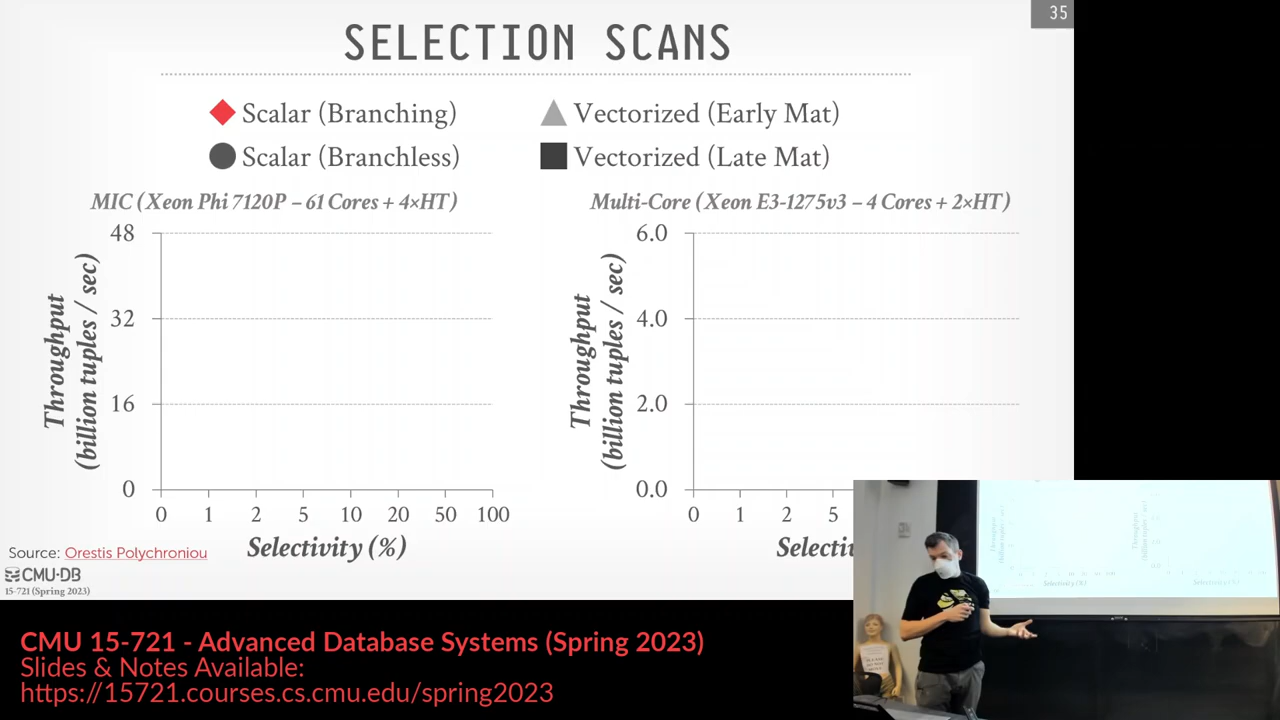 35
SELECTION SCANS
Scalar (Branching)
Vectorized (Early Mat)
Scalar (Branchless)
Vectorized (Late Mat)
MIC (Xeon Phi 7120P – 61 Cores + 4×HT)
48
32
16
0
Throughput
(billion tuples / sec)
0 1 2 5 10 20 50 100
Selectivity (%)
Multi-Core (Xeon E3-1275v3 – 4 Cores + 2×HT)
6.0
4.0
2.0
0.0
Throughput
(billion tuples / sec)
0 1 2 5
Selectiv
Source: Orestis Polychroniou
CMU·DB
15-721 (Spring 2023)
Throughput
Selectivity (%)
Selectivity (%)
CMU 15-721 - Advanced Database Systems (Spring 2023)
Slides & Notes Available:
https://15721.courses.cs.cmu.edu/spring2023